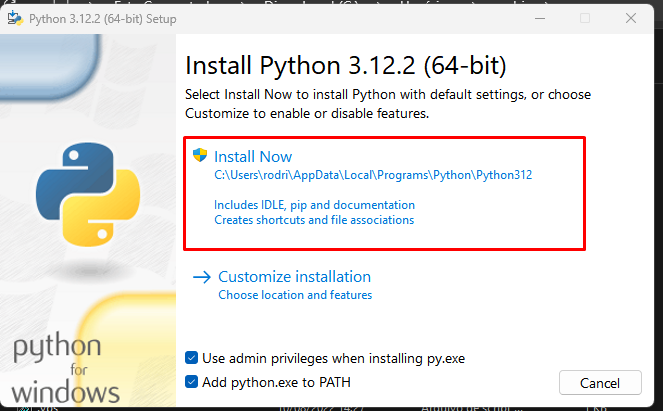 Python 3.12.2 (64-bit) Setup
Install Python 3.12.2 (64-bit)
Select Install Now to install Python with default settings, or choose
Customize to enable or disable features.
Install Now
C:\Users\rodri\AppData\Local\Programs\Python\Python312
Includes IDLE, pip and documentation
Creates shortcuts and file associations
Customize installation
Choose location and features
Use admin privileges when installing py.exe
Add python.exe to PATH
Cancel
python
for
windows